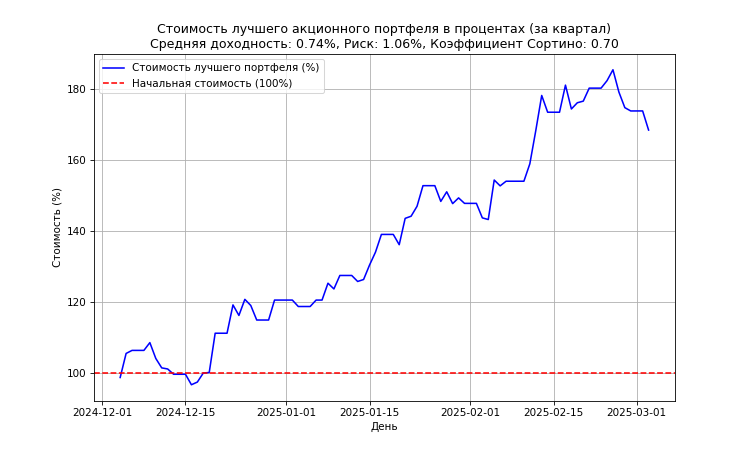 Стоимость лучшего акционного портфеля в процентах (за квартал)
Средняя доходность: 0.74%, Риск: 1.06%, Коэффициент Сортино: 0.70
Стоимость лучшего портфеля (%)
Начальная стоимость (100%)
Стоимость (%)
180
160
140
120
100
2024-12-01
2024-12-15
2025-01-01
2025-01-15
2025-02-01
2025-02-15
2025-03-01
День